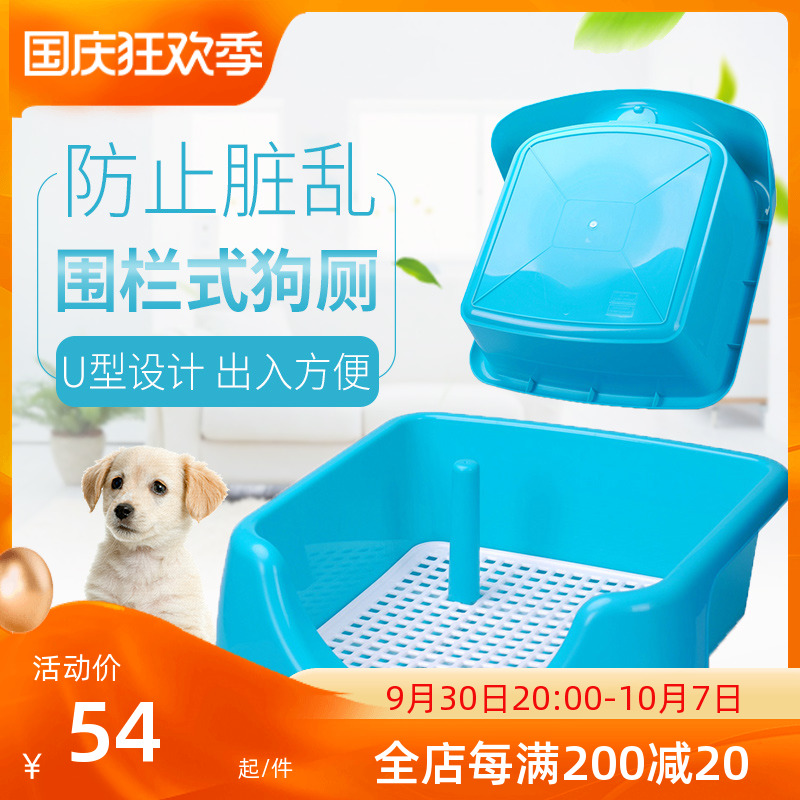 国庆狂欢季
防止脏乱
围栏式狗厕
U型设计 出入方便
活动价
¥ 54 起/件
9月30日20:00-10月7日
全店每满200减20